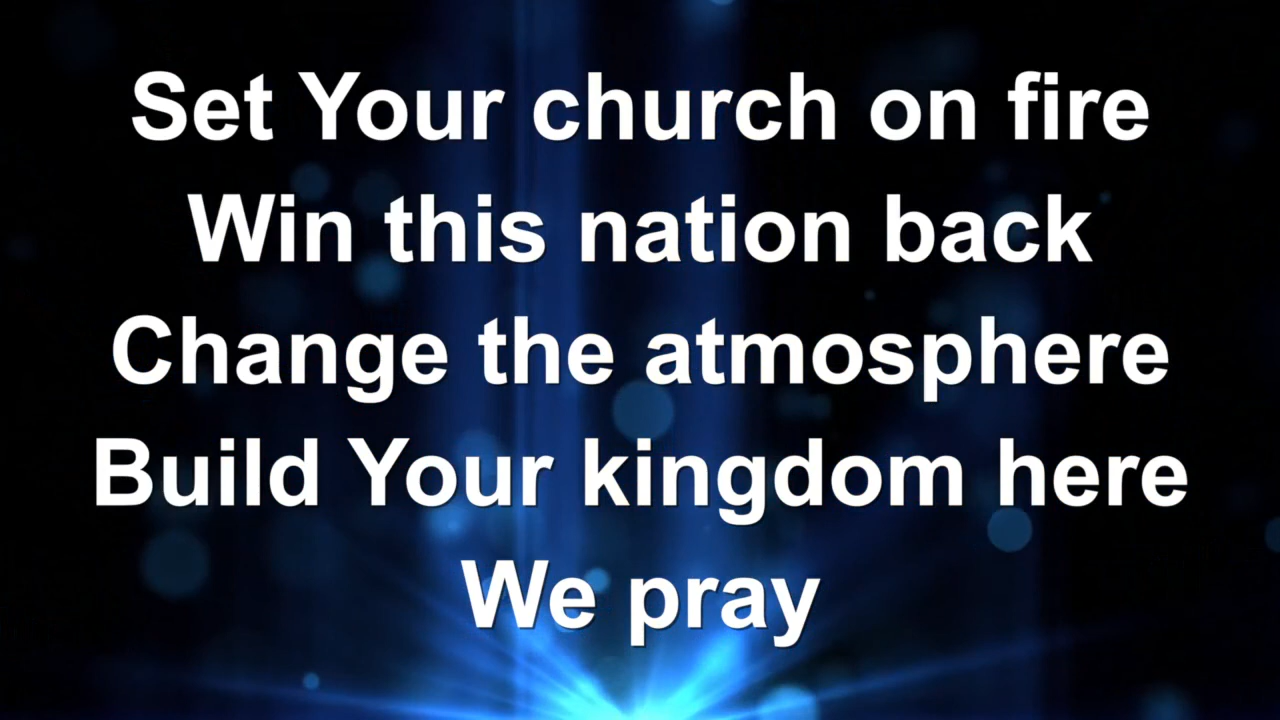 Set Your church on fire
Win this nation back
Change the atmosphere
Build Your kingdom here
We pray